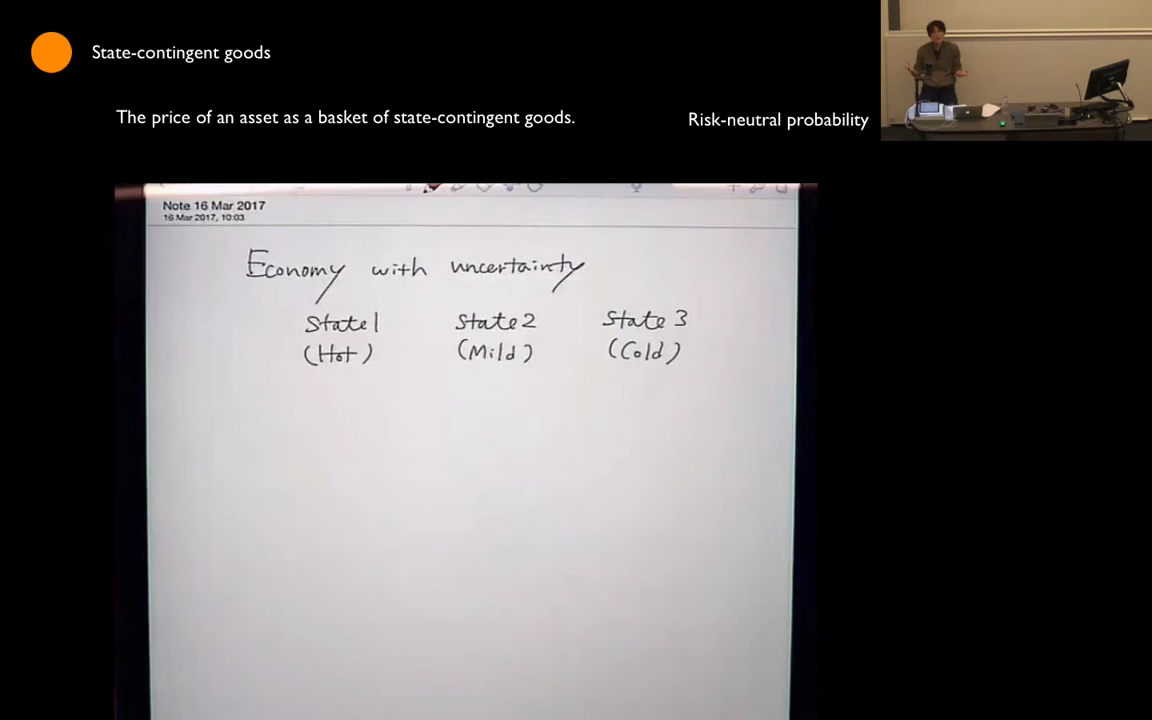 State-contingent goods
The price of an asset as a basket of state-contingent goods.
Risk-neutral probability
Note 16 Mar 2017
16 Mar 2017, 10:03
Economy with uncertainty
State 1 State 2 State 3
(Hot) (Mild) (Cold)